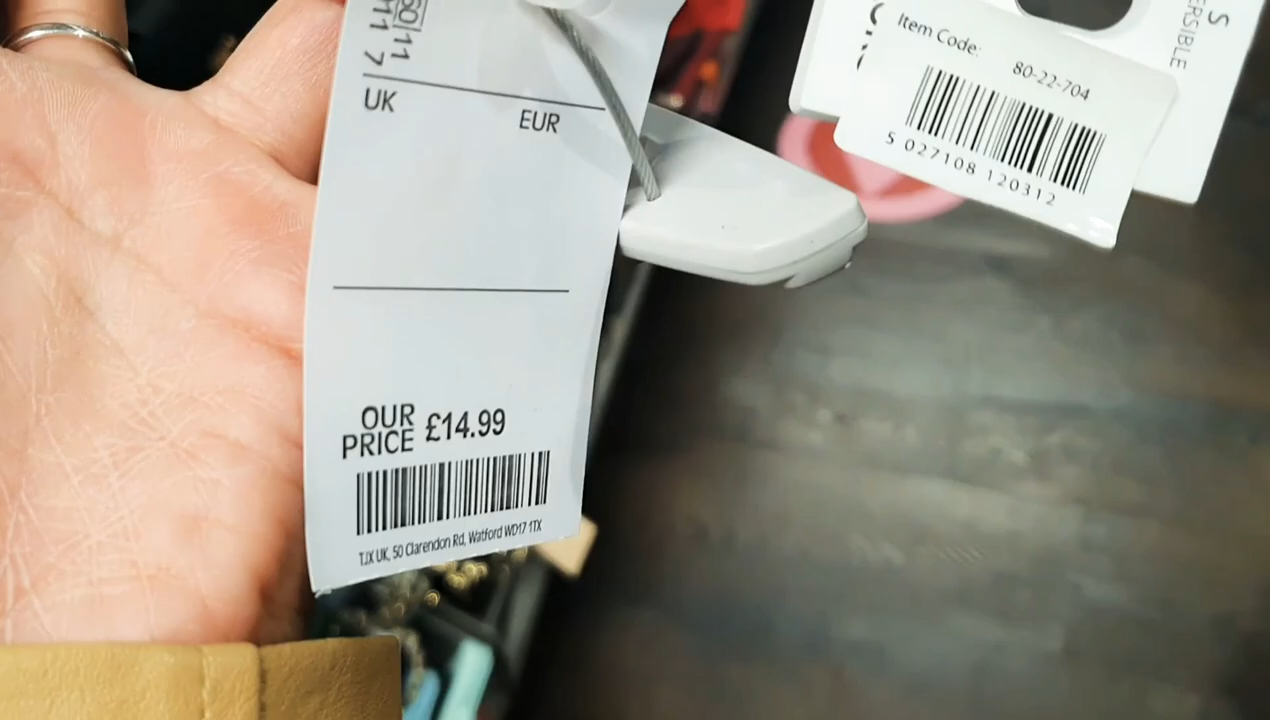 UK
EUR
OUR
PRICE £14.99
TJX UK, 50 Clarendon Rd, Watford WD17 1TX
Item Code:
80-22-704
5 027108 120312
S
ERSIBLE